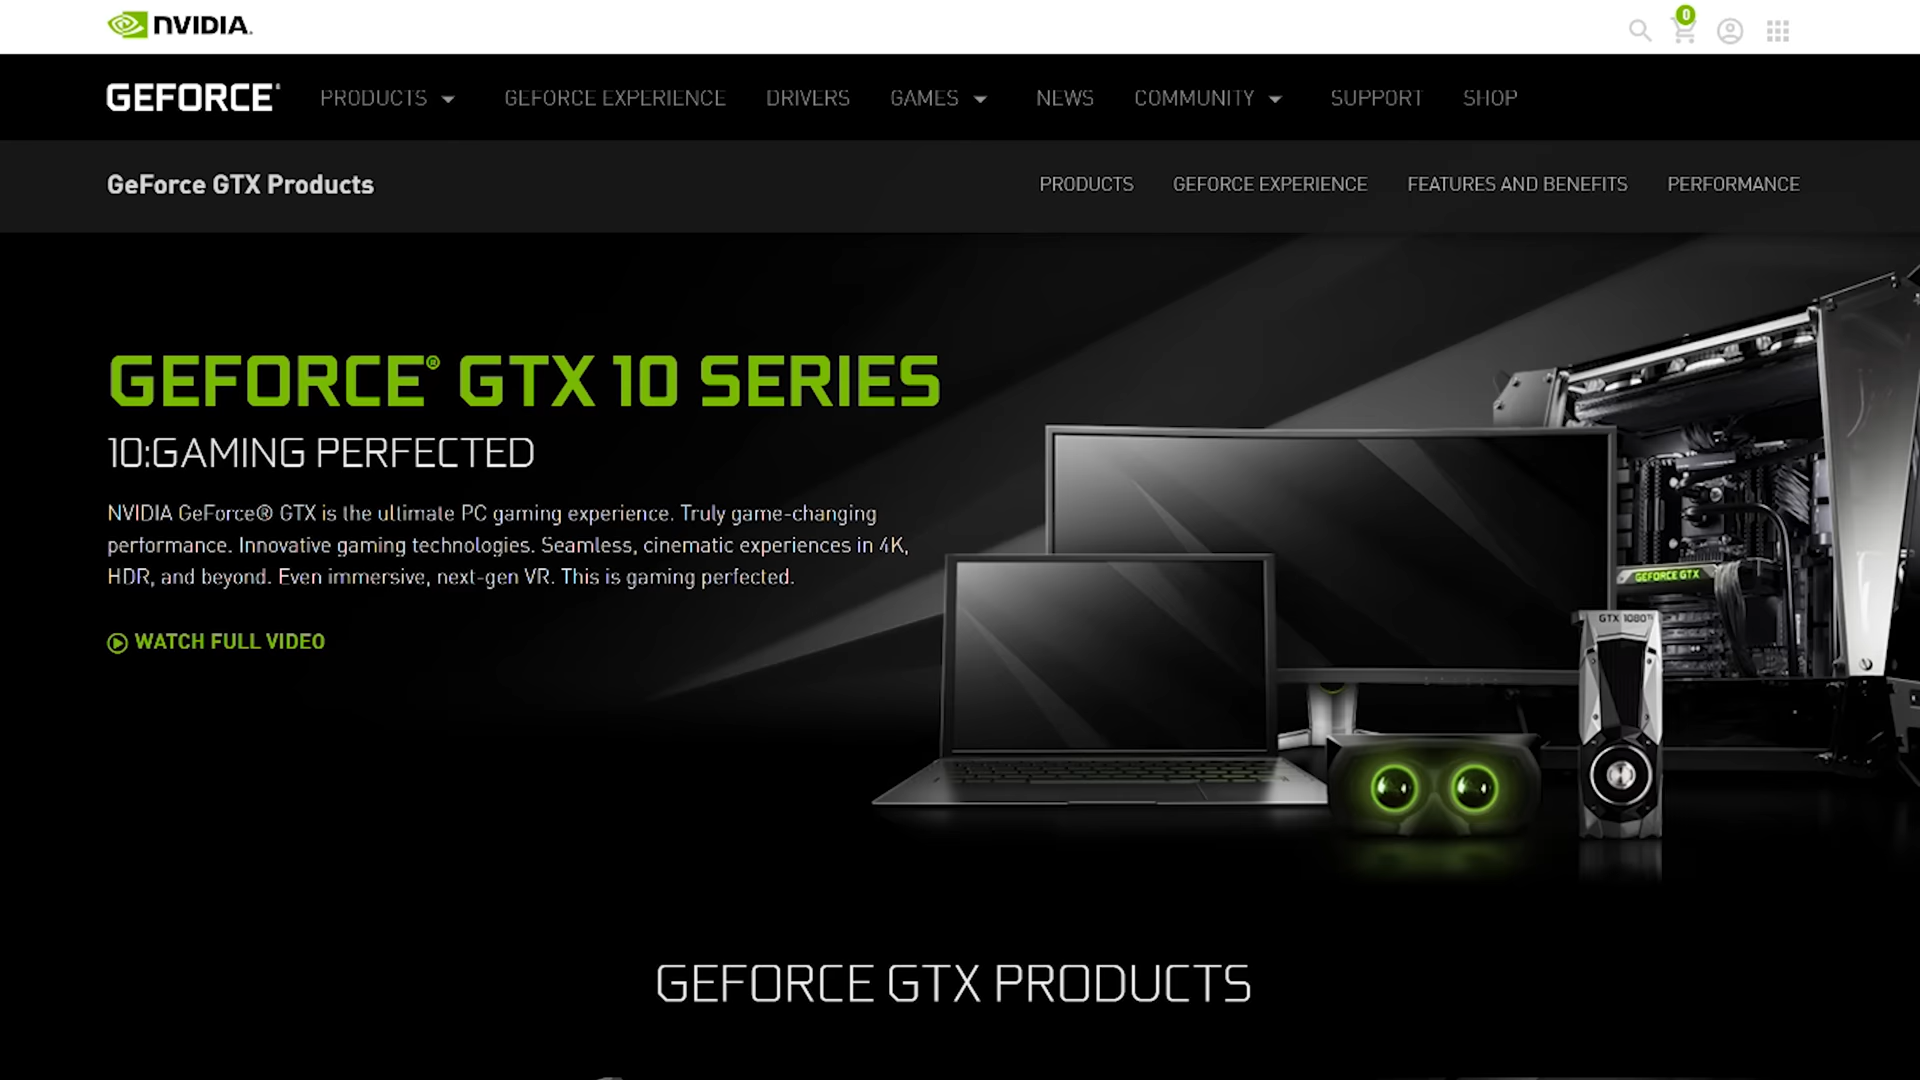 NVIDIA.
0
GEFORCE®
PRODUCTS
GEFORCE EXPERIENCE
DRIVERS
GAMES
NEWS
COMMUNITY
SUPPORT
SHOP
GeForce GTX Products
PRODUCTS
GEFORCE EXPERIENCE
FEATURES AND BENEFITS
PERFORMANCE
GEFORCE® GTX 10 SERIES
10:GAMING PERFECTED
NVIDIA GeForce® GTX is the ultimate PC gaming experience. Truly game-changing
performance. Innovative gaming technologies. Seamless, cinematic experiences in 4K,
HDR, and beyond. Even immersive, next-gen VR. This is gaming perfected.
WATCH FULL VIDEO
GEFORCE GTX
GTX 1080 Ti
GEFORCE GTX PRODUCTS